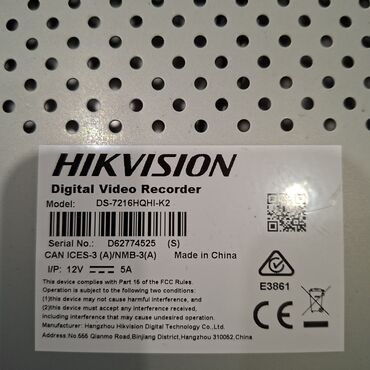 HIKVISION
Digital Video Recorder
Model: DS-7216HQHI-K2
Serial No.: D62774525 (S)
CAN ICES-3 (A)/NMB-3(A) Made in China
I/P: 12V 5A
E3861
This device complies with Part 15 of the FCC Rules.
Operation is subject to the following two conditions:
(1)this device may not cause harmful interference, and
(2)this device must accept any interference received,
including interference that may cause undesired operation.
Manufacturer: Hangzhou Hikvision Digital Technology Co., Ltd.
Address:No.555 Qianmo Road,Binjiang District,Hangzhou 310052,China
CE